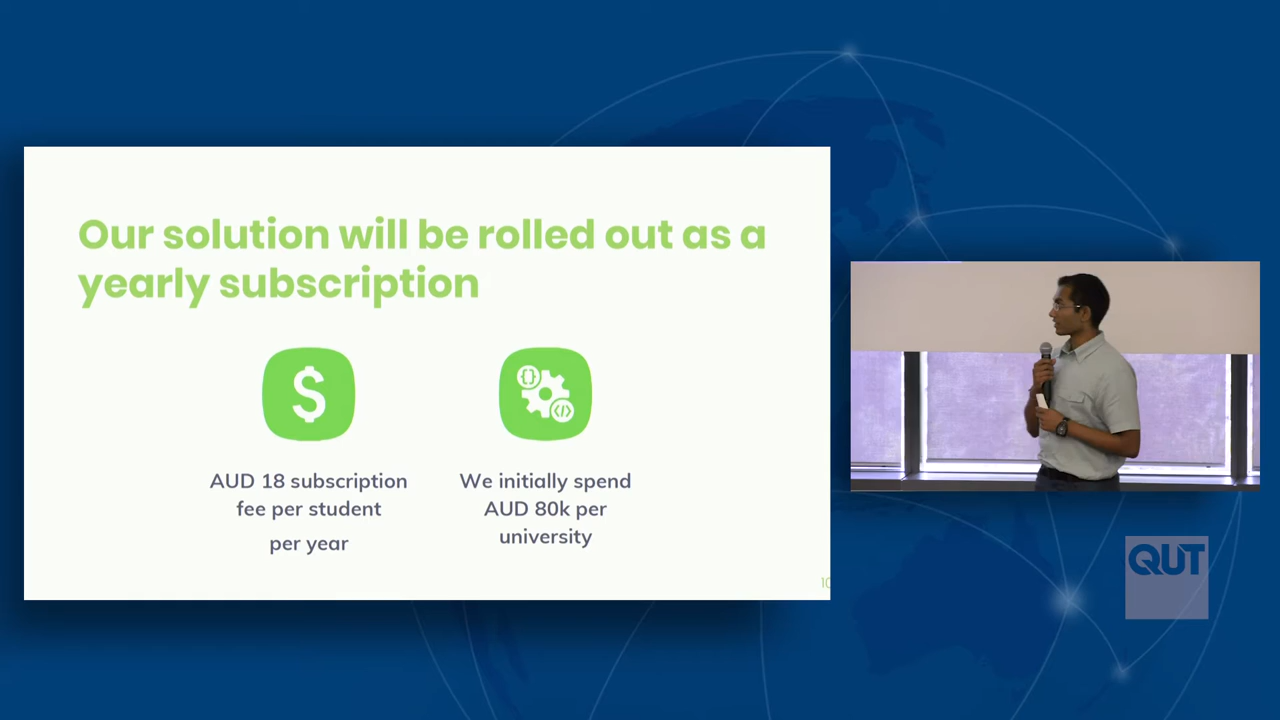 Our solution will be rolled out as a
yearly subscription
$
AUD 18 subscription
fee per student
per year
We initially spend
AUD 80k per
university
10
QUT